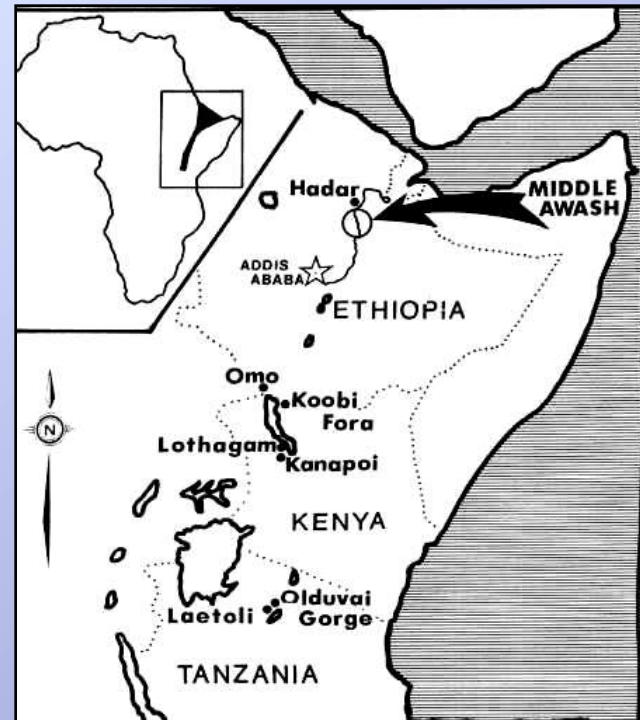 Hadar
MIDDLE
AWASH
ADDIS
ABABA
ETHIOPIA
Omo
Koobi
Fora
Lothagam
Kanapoi
N
KENYA
Olduvai
Laetoli Gorge
TANZANIA